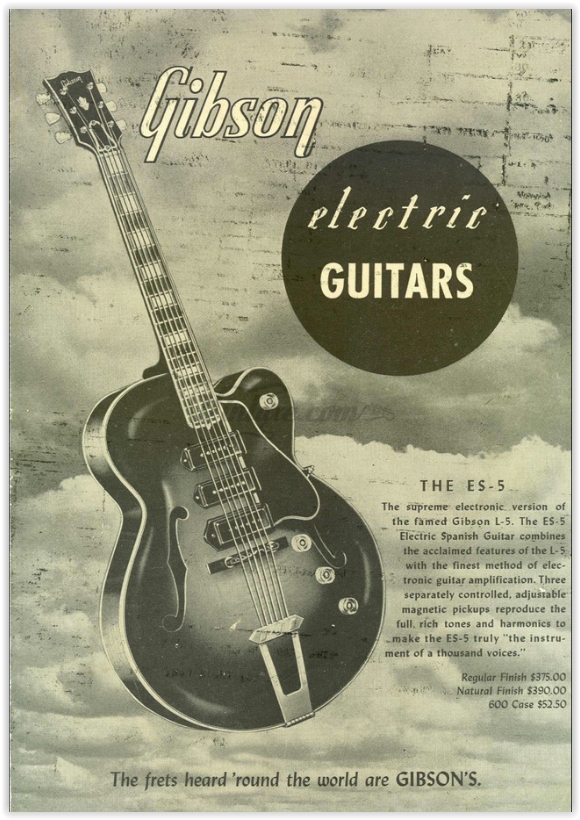 Gibson
Gibson
electric
GUITARS
THE ES-5
The supreme electronic version of
the famed Gibson L-5. The ES-5
Electric Spanish Guitar combines
the acclaimed features of the L-5
with the finest method of elec-
tronic guitar amplification. Three
separately controlled, adjustable
magnetic pickups reproduce the
full, rich tones and harmonics to
make the ES-5 truly "the instru-
ment of a thousand voices."
Regular Finish $375.00
Natural Finish $390.00
600 Case $52.50
The frets heard 'round the world are GIBSON'S.